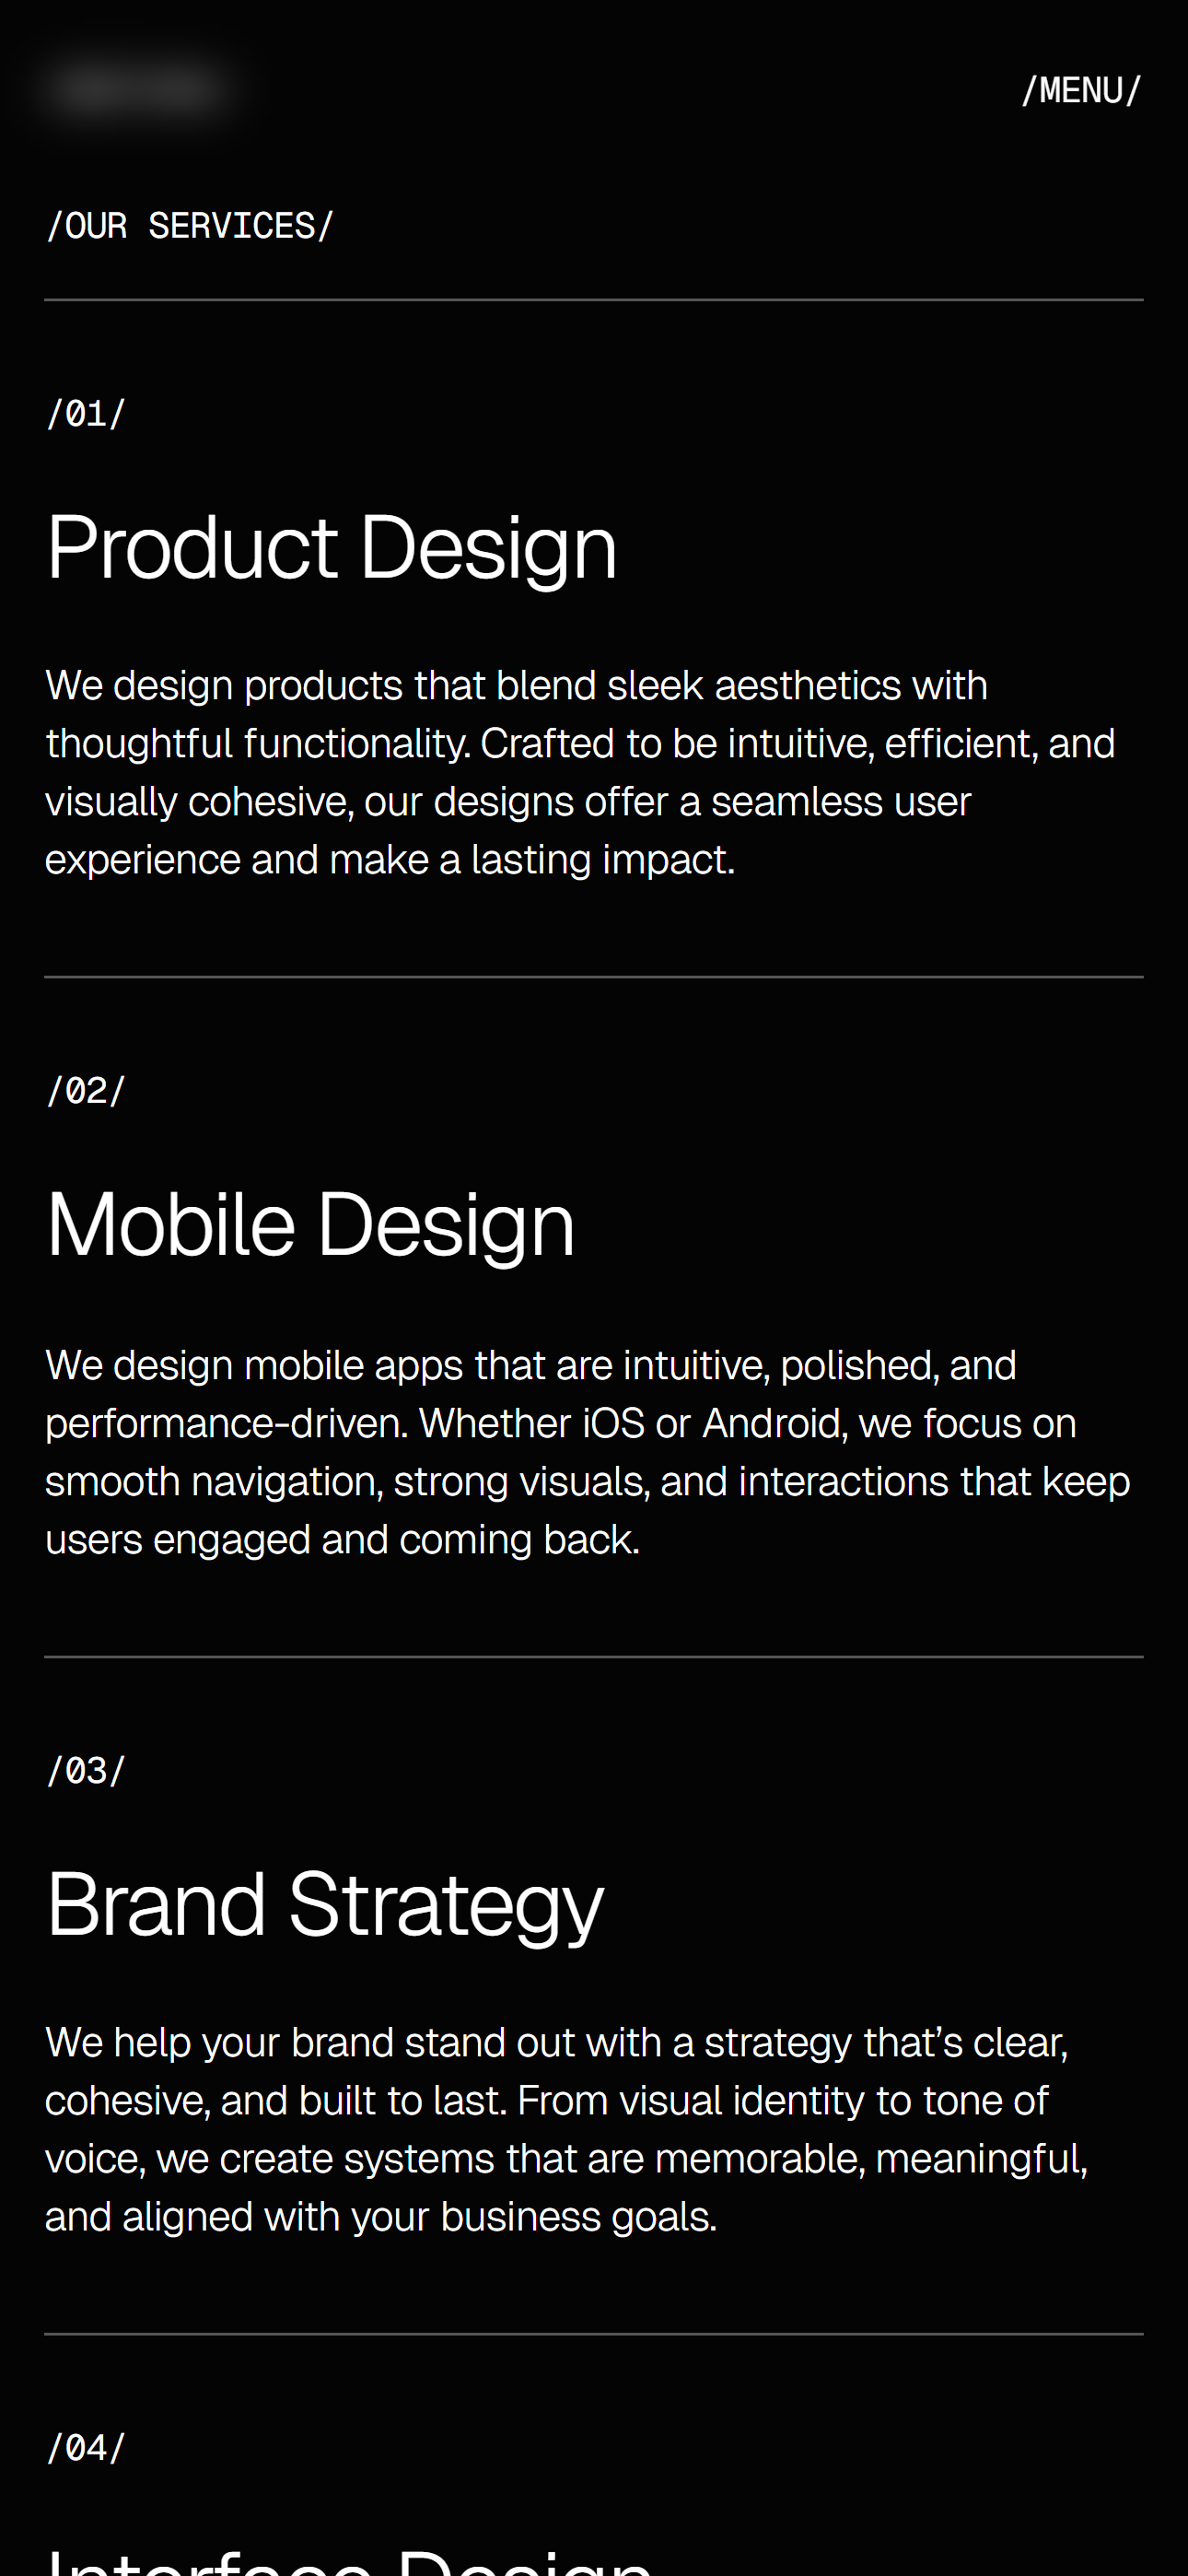 /MENU/
/OUR SERVICES/
/01/
Product Design
We design products that blend sleek aesthetics with
thoughtful functionality. Crafted to be intuitive, efficient, and
visually cohesive, our designs offer a seamless user
experience and make a lasting impact.
/02/
Mobile Design
We design mobile apps that are intuitive, polished, and
performance-driven. Whether iOS or Android, we focus on
smooth navigation, strong visuals, and interactions that keep
users engaged and coming back.
/03/
Brand Strategy
We help your brand stand out with a strategy that’s clear,
cohesive, and built to last. From visual identity to tone of
voice, we create systems that are memorable, meaningful,
and aligned with your business goals.
/04/
Interface Design